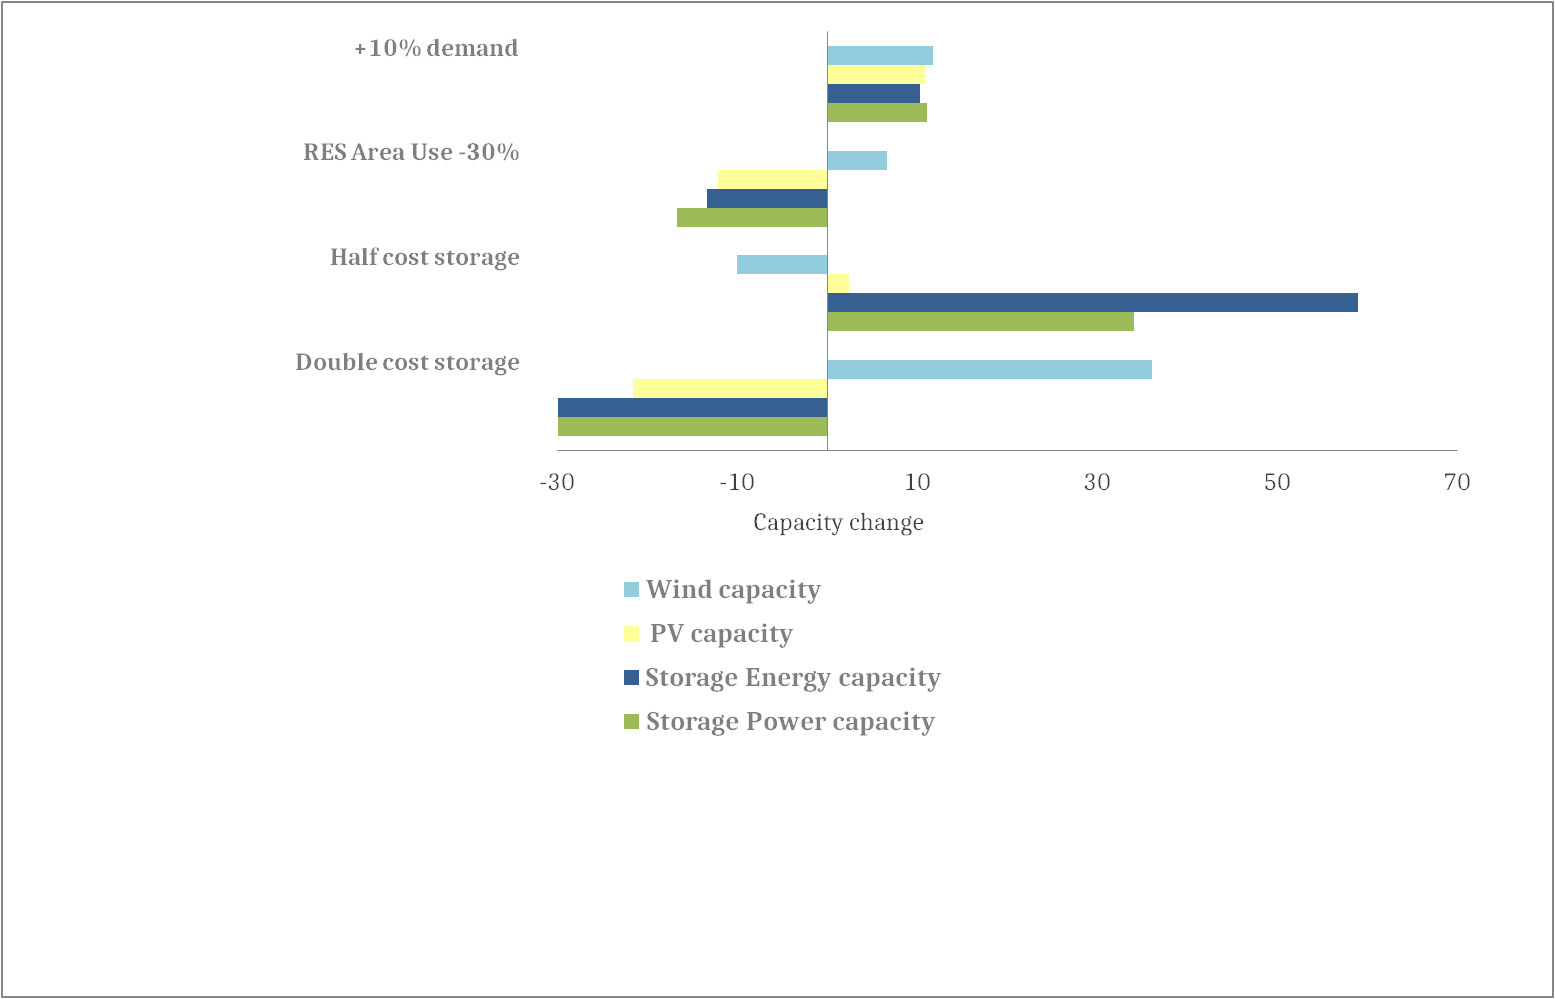 +10% demand
RES Area Use -30%
Half cost storage
Double cost storage
-30 -10 10 30 50 70
Capacity change
Wind capacity
PV capacity
Storage Energy capacity
Storage Power capacity